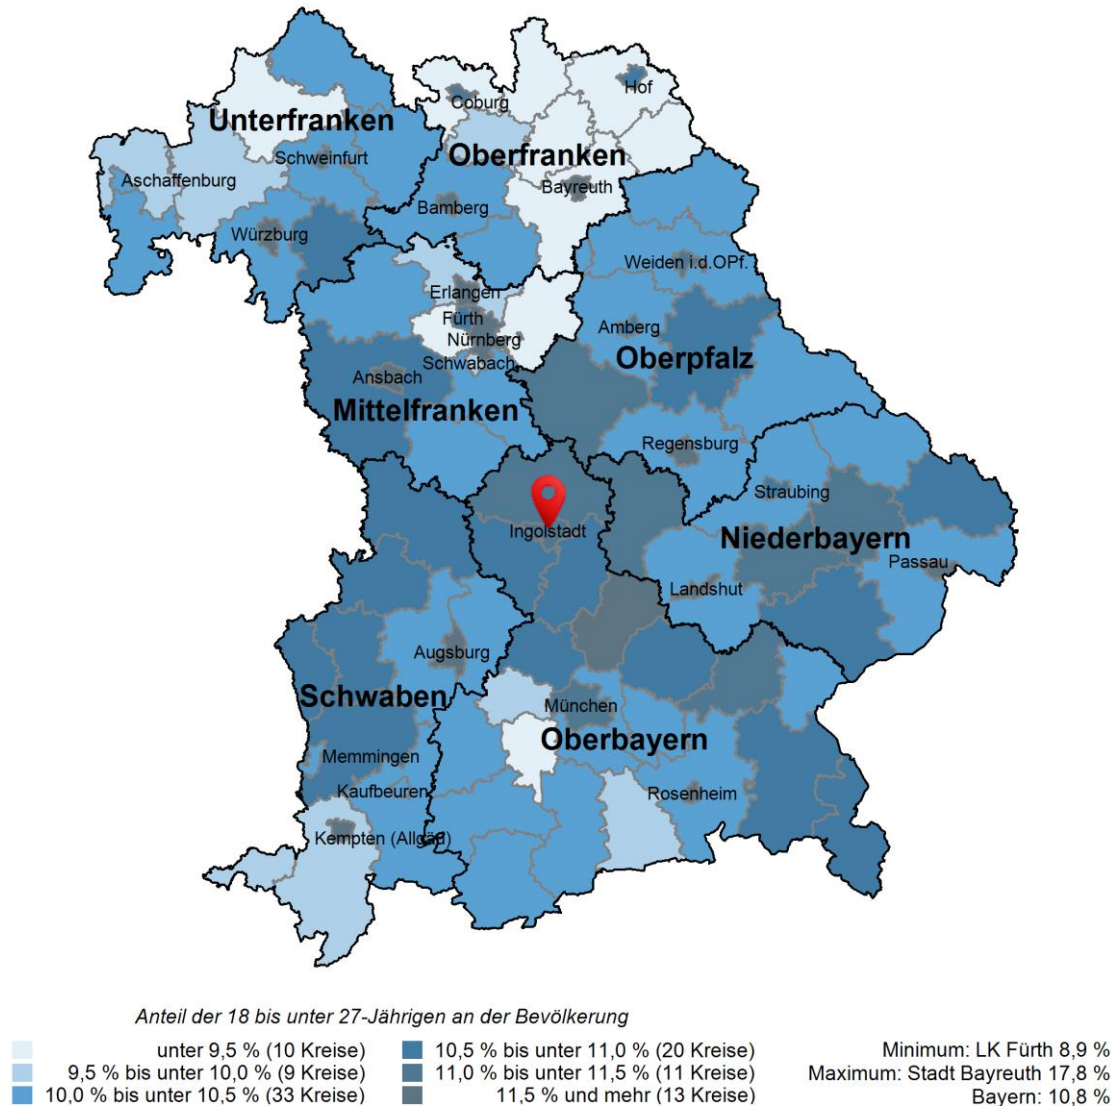 Hof
Coburg
Unterfranken
Oberfranken
Schweinfurt
Aschaffenburg
Bayreuth
Bamberg
Würzburg
Weiden i.d.OPf.
Erlangen
Fürth
Amberg
Nürnberg
Oberpfalz
Schwabach
Ansbach
Mittelfranken
Regensburg
Straubing
Ingolstadt
Niederbayern
Passau
Landshut
Augsburg
Schwaben
München
Oberbayern
Memmingen
Kaufbeuren
Rosenheim
Kempten (Allgäu)
Anteil der 18 bis unter 27-Jährigen an der Bevölkerung
unter 9,5 % (10 Kreise)
9,5 % bis unter 10,0 % (9 Kreise)
10,0 % bis unter 10,5 % (33 Kreise)
10,5 % bis unter 11,0 % (20 Kreise)
11,0 % bis unter 11,5 % (11 Kreise)
11,5 % und mehr (13 Kreise)
Minimum: LK Fürth 8,9 %
Maximum: Stadt Bayreuth 17,8 %
Bayern: 10,8 %